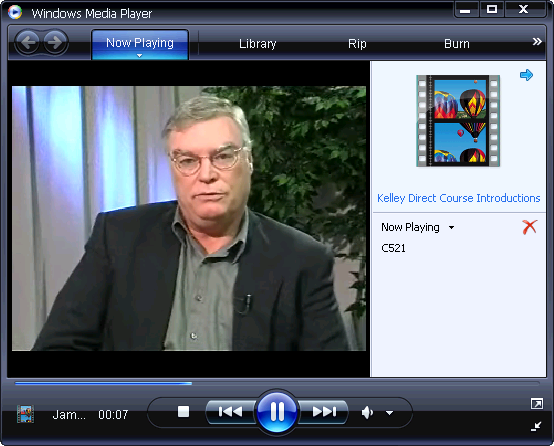 Windows Media Player
Now Playing
Library
Rip
Burn
»
Kelley Direct Course Introductions
Now Playing
C521
Jam...
00:07